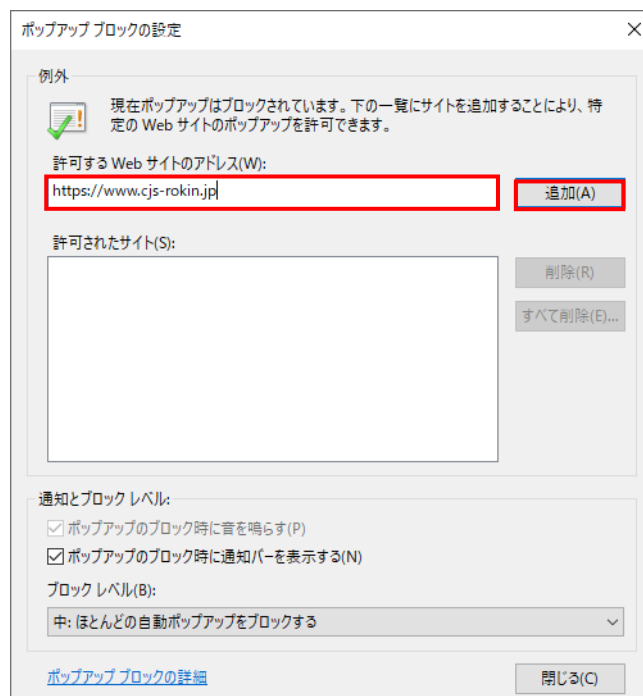 ポップアップ ブロックの設定
例外
現在ポップアップはブロックされています。下の一覧にサイトを追加することにより、特
定の Web サイトのポップアップを許可できます。
許可する Web サイトのアドレス(W):
https://www.cjs-rokin.jp
追加(A)
許可されたサイト(S):
削除(R)
すべて削除(E)...
通知とブロック レベル:
ポップアップのブロック時に音を鳴らす(P)
ポップアップのブロック時に通知バーを表示する(N)
ブロック レベル(B):
中: ほとんどの自動ポップアップをブロックする
ポップアップ ブロックの詳細
閉じる(C)